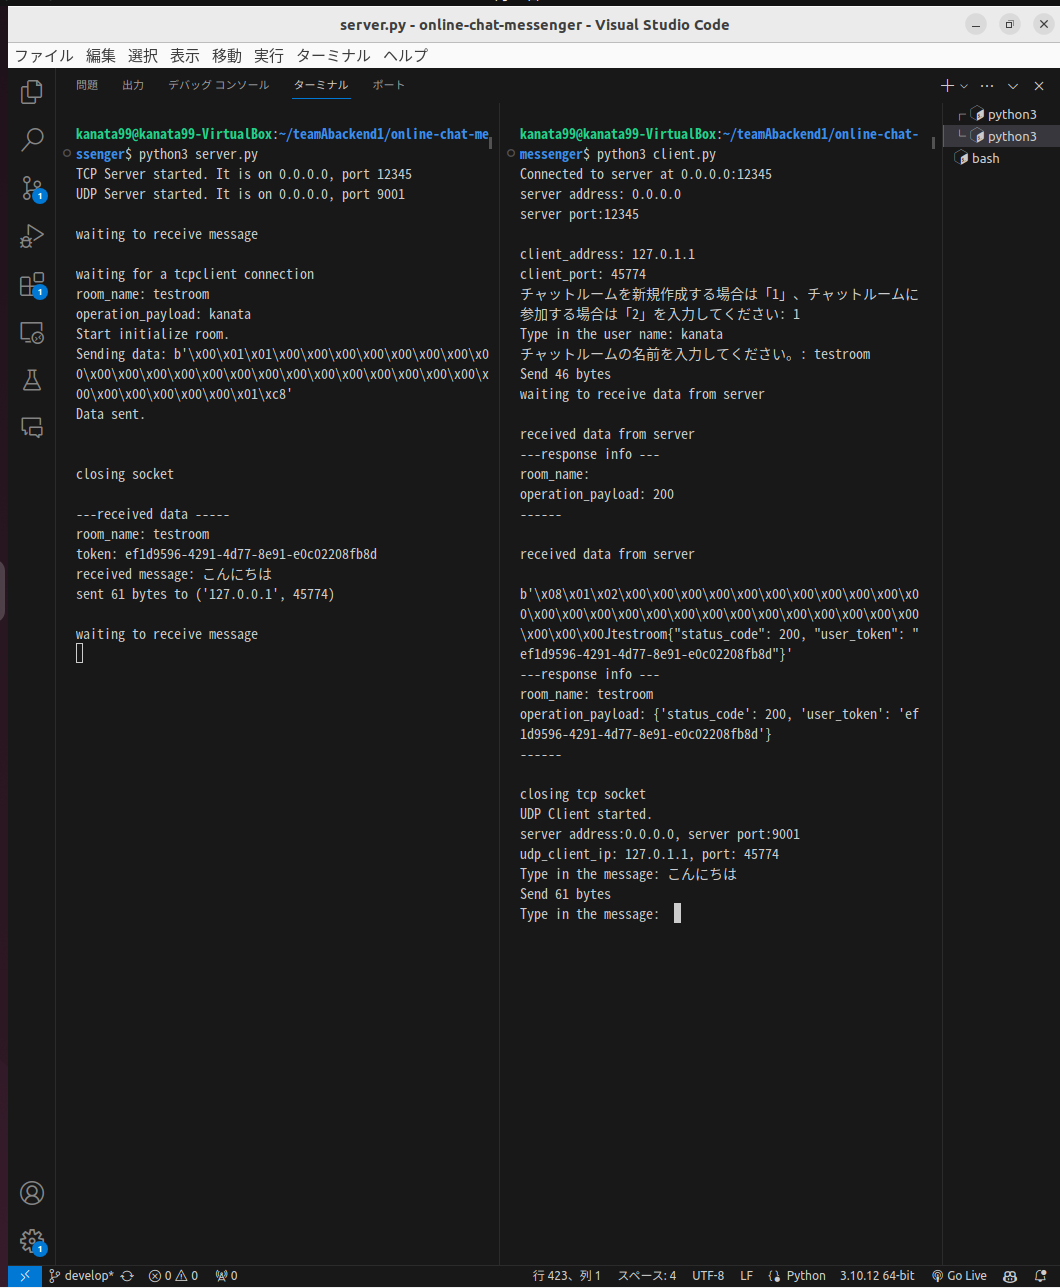 server.py - online-chat-messenger - Visual Studio Code
ファイル 編集 選択 表示 移動 実行 ターミナル ヘルプ
問題 出力 デバッグ コンソール ターミナル ポート
kanata99@kanata99-VirtualBox:~/teamAbackend1/online-chat-me
ssenger$ python3 server.py
TCP Server started. It is on 0.0.0.0, port 12345
UDP Server started. It is on 0.0.0.0, port 9001
waiting to receive message
waiting for a tcpclient connection
room_name: testroom
operation_payload: kanata
Start initialize room.
Sending data: b'\x00\x01\x01\x00\x00\x00\x00\x00\x00\x00\x00\x0
0\x00\x00\x00\x00\x00\x00\x00\x00\x00\x00\x00\x00\x00\x00\x
00\x00\x00\x00\x00\x00\x01\xc8'
Data sent.
closing socket
---received data -----
room_name: testroom
token: ef1d9596-4291-4d77-8e91-e0c02208fb8d
received message: こんにちは
sent 61 bytes to ('127.0.0.1', 45774)
waiting to receive message
kanata99@kanata99-VirtualBox:~/teamAbackend1/online-chat-
messenger$ python3 client.py
Connected to server at 0.0.0.0:12345
server address: 0.0.0.0
server port:12345
client_address: 127.0.1.1
client_port: 45774
チャットルームを新規作成する場合は「1」、チャットルームに
参加する場合は「2」を入力してください: 1
Type in the user name: kanata
チャットルームの名前を入力してください。: testroom
Send 46 bytes
waiting to receive data from server
received data from server
---response info ---
room_name:
operation_payload: 200
------
received data from server
b'\x08\x01\x02\x00\x00\x00\x00\x00\x00\x00\x00\x00\x00\x0
0\x00\x00\x00\x00\x00\x00\x00\x00\x00\x00\x00\x00\x00\x00
\x00\x00\x00Jtestroom{"status_code": 200, "user_token": "
ef1d9596-4291-4d77-8e91-e0c02208fb8d"}'
---response info ---
room_name: testroom
operation_payload: {'status_code': 200, 'user_token': 'ef
1d9596-4291-4d77-8e91-e0c02208fb8d'}
------
closing tcp socket
UDP Client started.
server address:0.0.0.0, server port:9001
udp_client_ip: 127.0.1.1, port: 45774
Type in the message: こんにちは
Send 61 bytes
Type in the message:
python3
python3
bash
1
1
1
develop* 0 0 0 行 423、列 1 スペース: 4 UTF-8 LF { } Python 3.10.12 64-bit Go Live